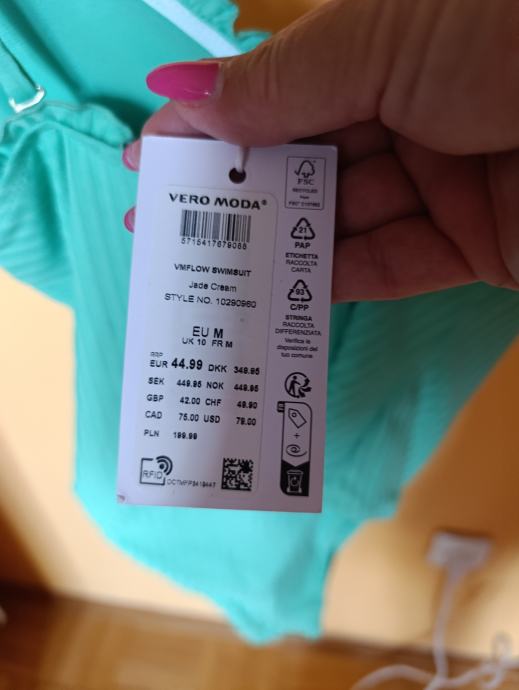 VERO MODA®
5715417679088
VMFLOW SWIMSUIT
Jade Cream
STYLE NO. 10290960
EU M
UK 10 FR M
RRP
EUR 44.99 DKK 349.95
SEK 449.95 NOK 449.95
GBP 42.00 CHF 49.90
CAD 75.00 USD 79.00
PLN 199.99
RFID
FSC
RECYCLED
21
PAP
ETICHETTA
RACCOLTA
CARTA
93
C/PP
STRINGA
RACCOLTA
DIFFERENZIATA
Verifica le
disposizioni del
tuo comune
+